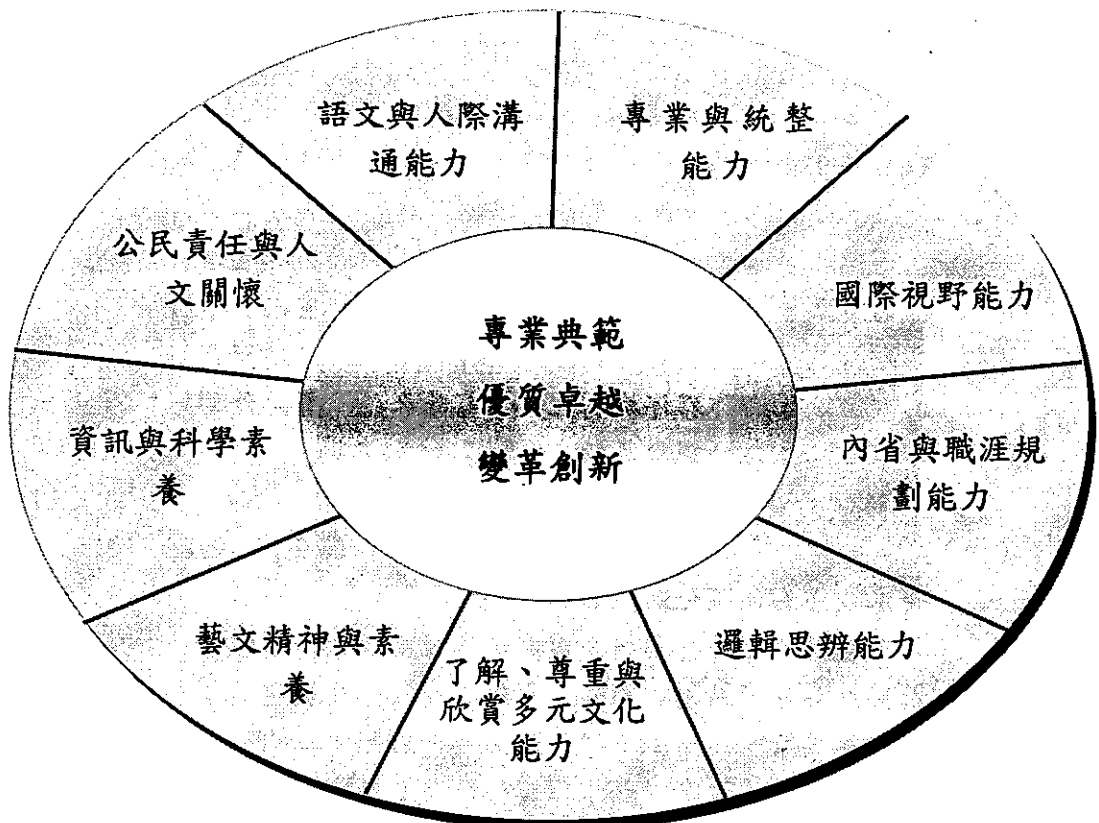 語文與人際溝
通能力
專業與統整
能力
公民責任與人
文關懷
國際視野能力
專業典範
優質卓越
變革創新
資訊與科學素
養
內省與職涯規
劃能力
藝文精神與素
養
了解、尊重與
欣賞多元文化
能力
邏輯思辨能力